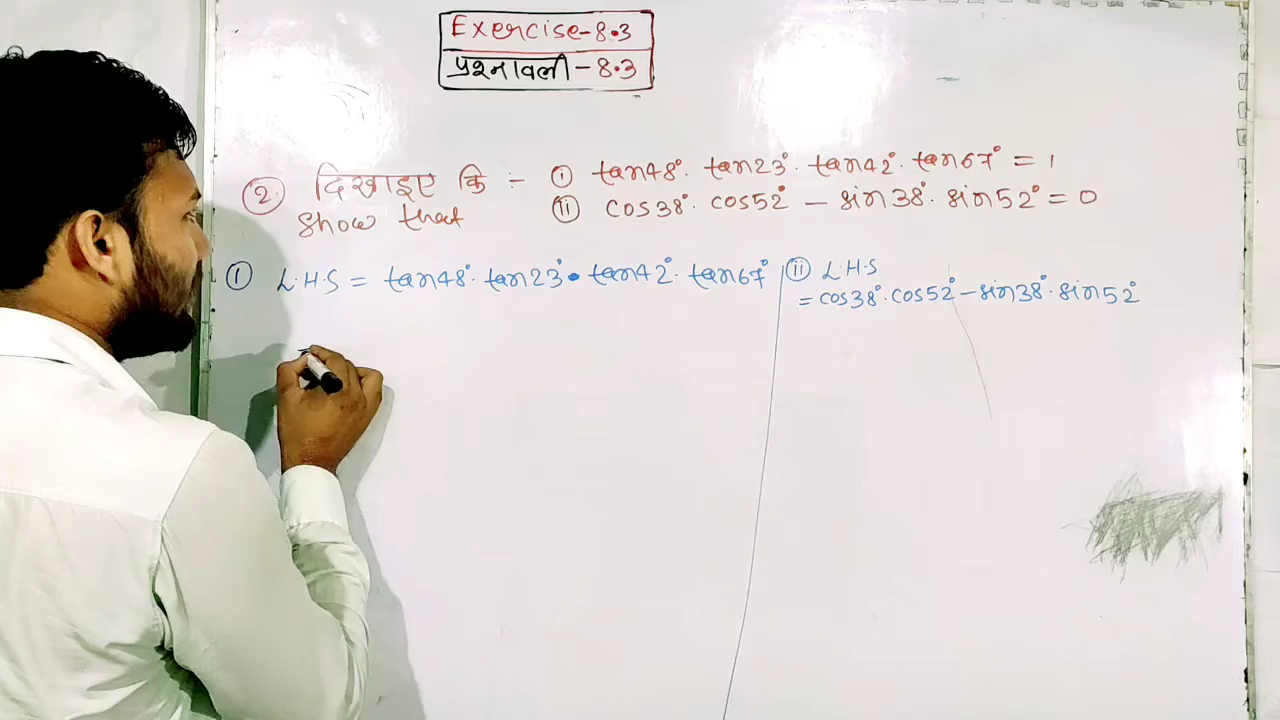 Exercise-8.3
प्रश्नावली-8.3
2. दिखाइए कि :- i tan48°. tan23°. tan42°. tan67° = 1
Show that ii cos38°. cos52° - sin38°. sin52° = 0
i L.H.S = tan48°. tan23°. tan42°. tan67°
ii L.H.S
= cos38°.cos52°-sin38°.sin52°